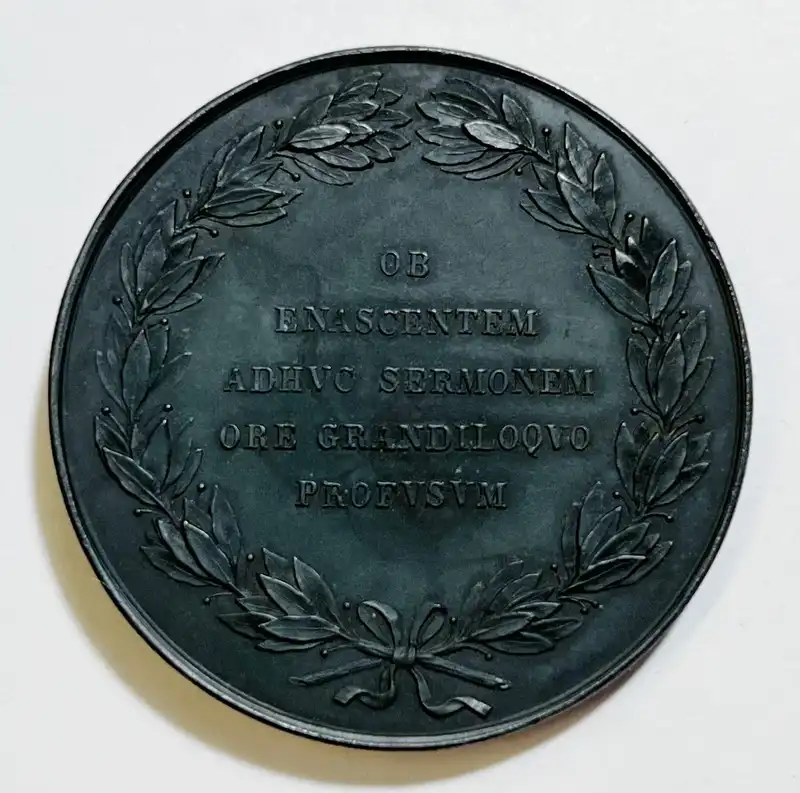 OB
ENASCENTEM
ADHVC SERMONEM
ORE GRANDILOQVO
PROFVSVM